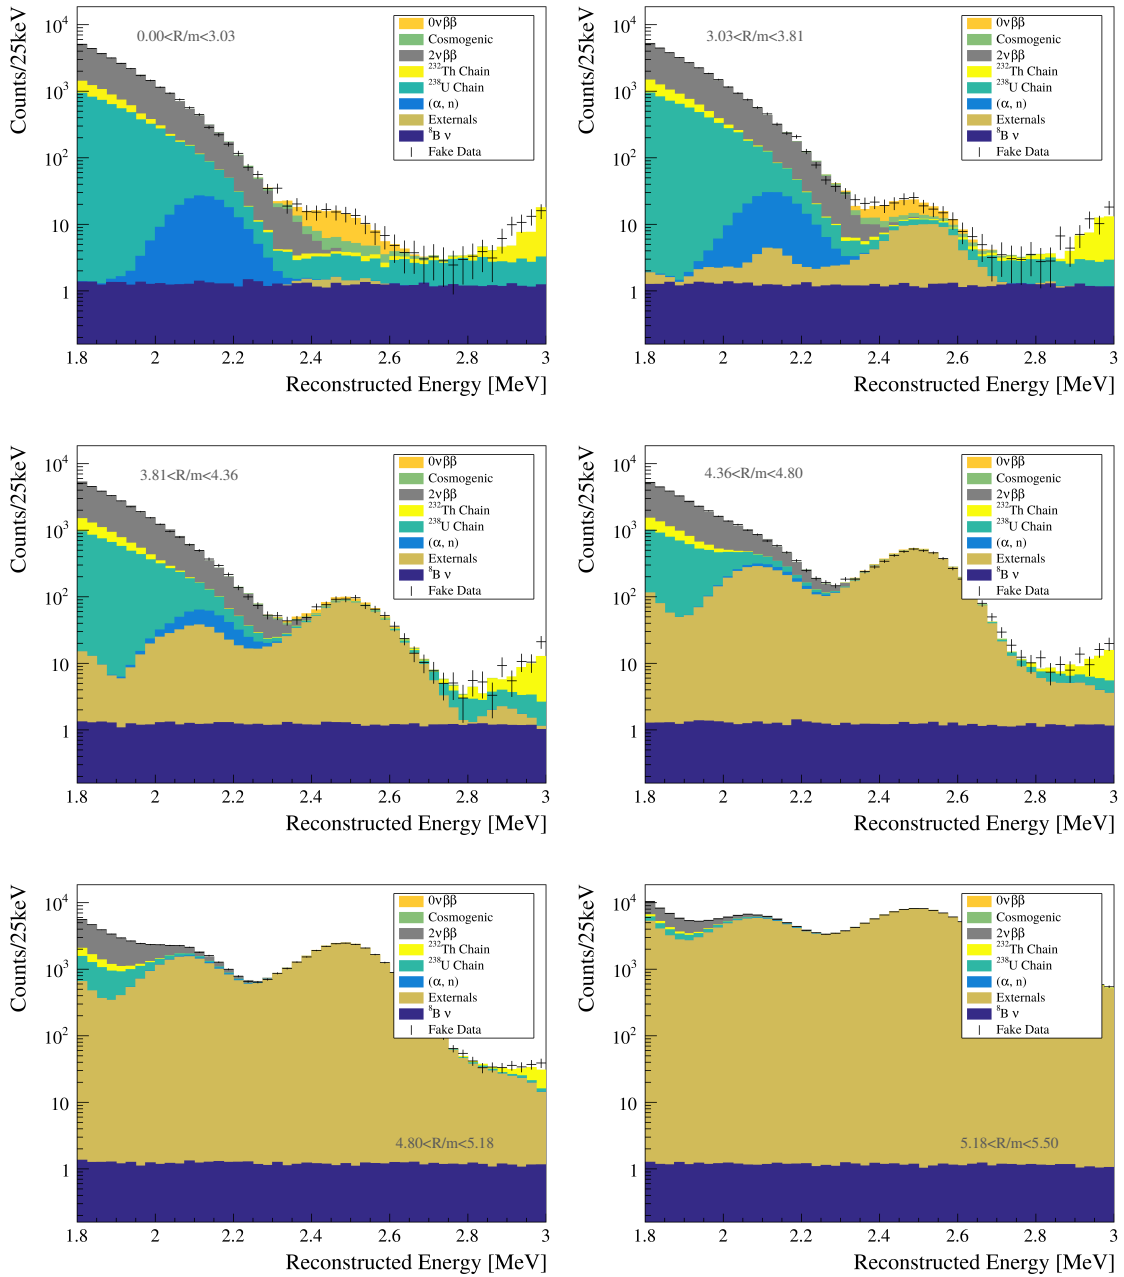 Counts/25keV
10⁴
10³
10²
10
1
0.00<R/m<3.03
0νββ
Cosmogenic
2νββ
²³²Th Chain
²³⁸U Chain
(α, n)
Externals
⁸B ν
Fake Data
1.8 2 2.2 2.4 2.6 2.8 3
Reconstructed Energy [MeV]
Counts/25keV
10⁴
10³
10²
10
1
3.03<R/m<3.81
0νββ
Cosmogenic
2νββ
²³²Th Chain
²³⁸U Chain
(α, n)
Externals
⁸B ν
Fake Data
1.8 2 2.2 2.4 2.6 2.8 3
Reconstructed Energy [MeV]
Counts/25keV
10⁴
10³
10²
10
1
3.81<R/m<4.36
0νββ
Cosmogenic
2νββ
²³²Th Chain
²³⁸U Chain
(α, n)
Externals
⁸B ν
Fake Data
1.8 2 2.2 2.4 2.6 2.8 3
Reconstructed Energy [MeV]
Counts/25keV
10⁴
10³
10²
10
1
4.36<R/m<4.80
0νββ
Cosmogenic
2νββ
²³²Th Chain
²³⁸U Chain
(α, n)
Externals
⁸B ν
Fake Data
1.8 2 2.2 2.4 2.6 2.8 3
Reconstructed Energy [MeV]
Counts/25keV
10⁴
10³
10²
10
1
0νββ
Cosmogenic
2νββ
²³²Th Chain
²³⁸U Chain
(α, n)
Externals
⁸B ν
Fake Data
4.80<R/m<5.18
1.8 2 2.2 2.4 2.6 2.8 3
Reconstructed Energy [MeV]
Counts/25keV
10⁴
10³
10²
10
1
0νββ
Cosmogenic
2νββ
²³²Th Chain
²³⁸U Chain
(α, n)
Externals
⁸B ν
Fake Data
5.18<R/m<5.50
1.8 2 2.2 2.4 2.6 2.8 3
Reconstructed Energy [MeV]